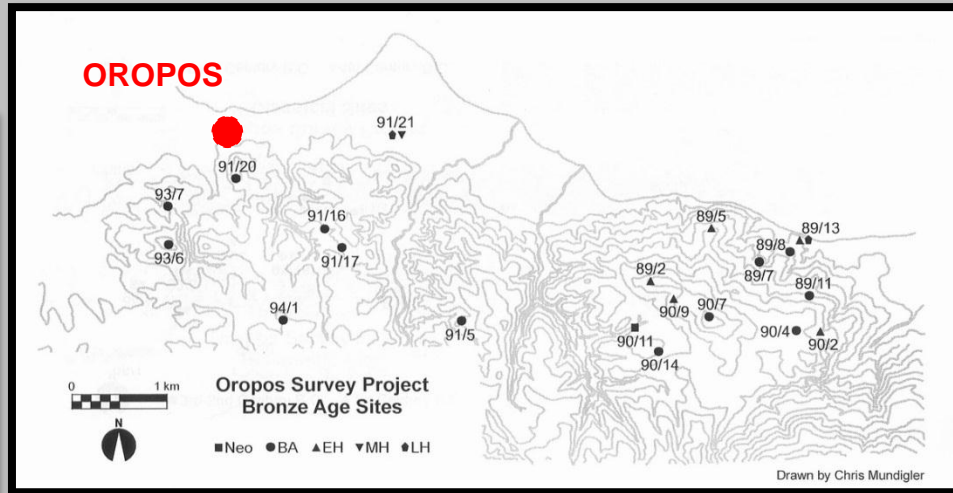 OROPOS
91/21
91/20
93/7
91/16
93/6
91/17
94/1
91/5
89/5
89/13
89/8
89/7
89/2
89/11
90/9
90/7
90/4
90/2
90/11
90/14
0 1 km
Oropos Survey Project
Bronze Age Sites
N
Neo BA EH MH LH
Drawn by Chris Mundigler